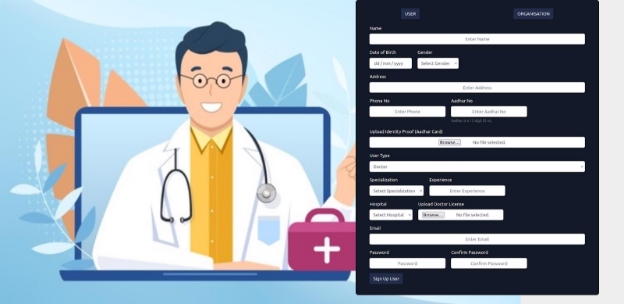 USER ORGANISATION
Name
Enter Name
Date of Birth Gender
dd / mm / yyyy Select Gender
Address
Enter Address
Phone No Aadhar No
Enter Phone Enter Aadhar No
Upload Identity Proof (Aadhar Card)
Browse... No file selected.
User Type
Doctor
Specialization Experience
Select Specialization Enter Experience
Hospital Upload Doctor License
Select Hospital Browse... No file selected.
Email
Enter Email
Password Confirm Password
Password Confirm Password
Sign Up User